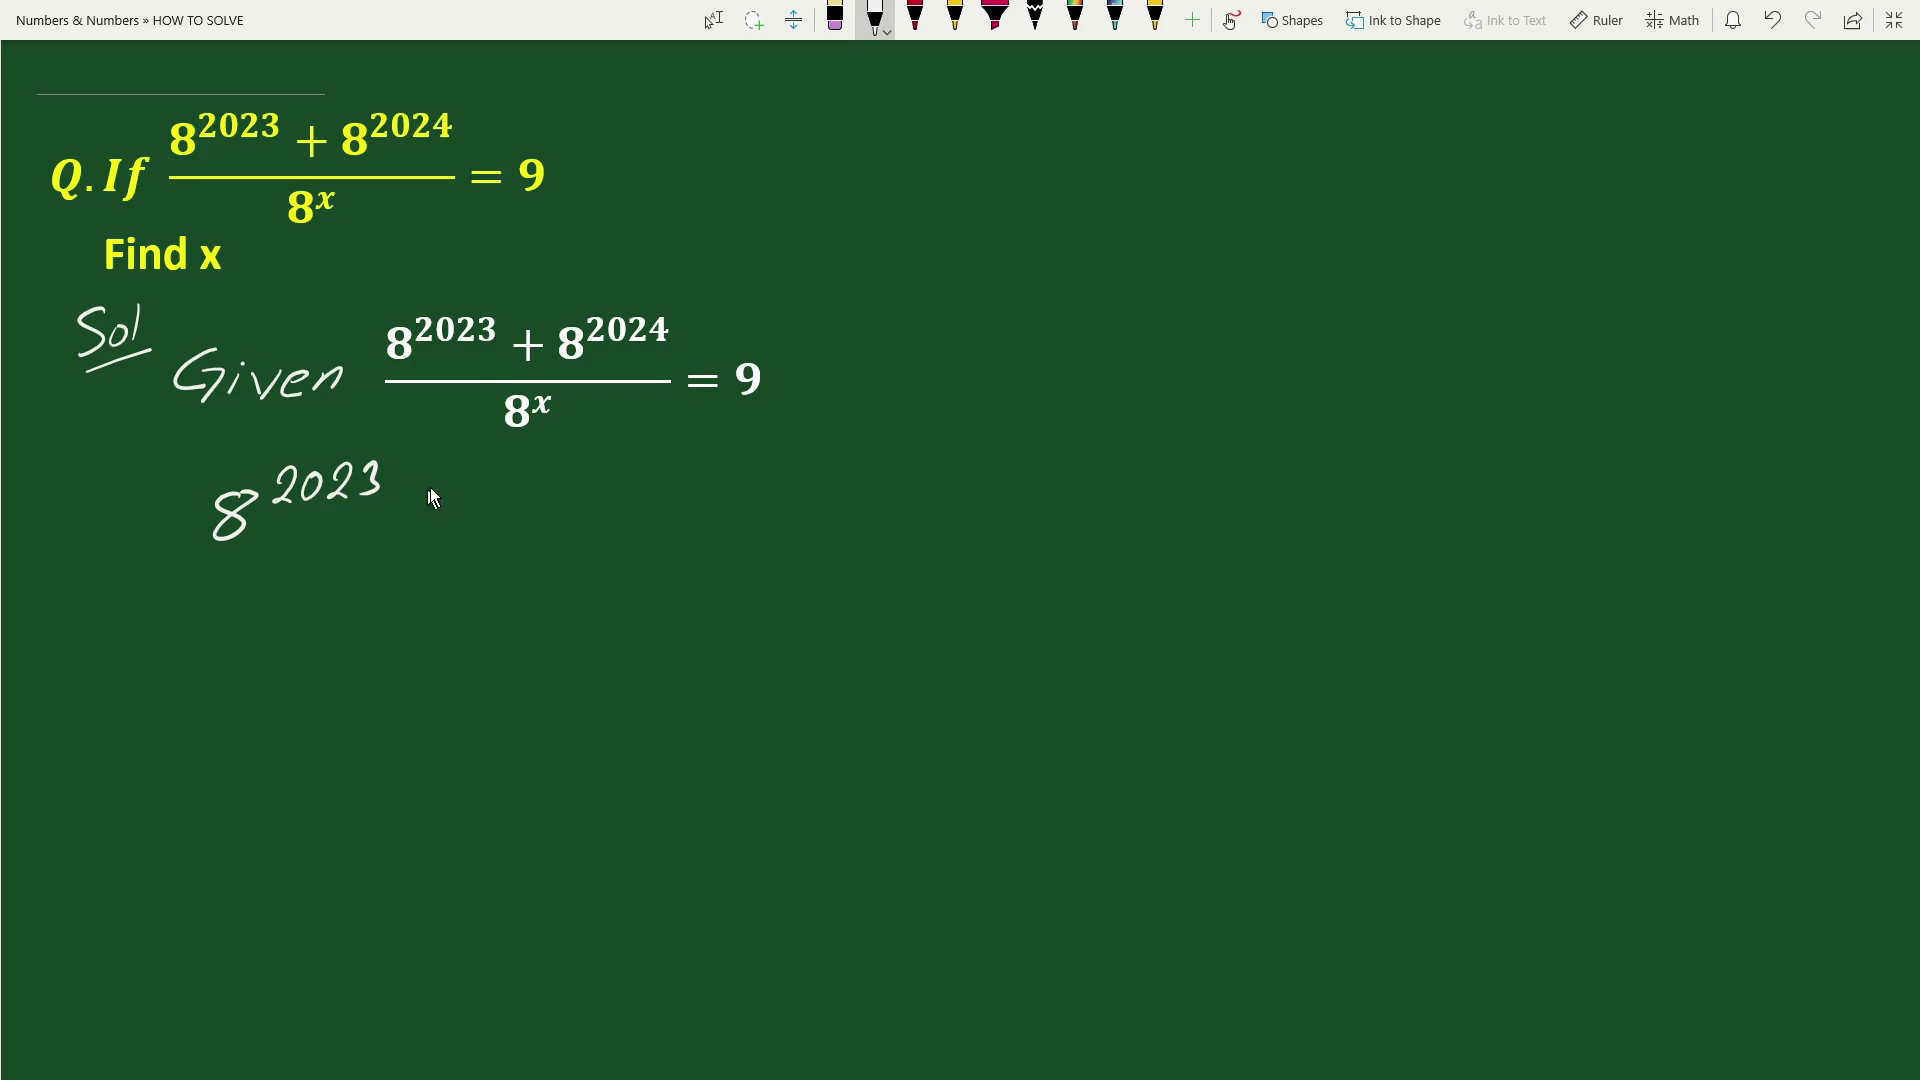 Numbers & Numbers » HOW TO SOLVE
Shapes Ink to Shape Ink to Text Ruler Math
Q. If (8^2023 + 8^2024) / 8^x = 9
Find x
Sol
Given (8^2023 + 8^2024) / 8^x = 9
8^2023